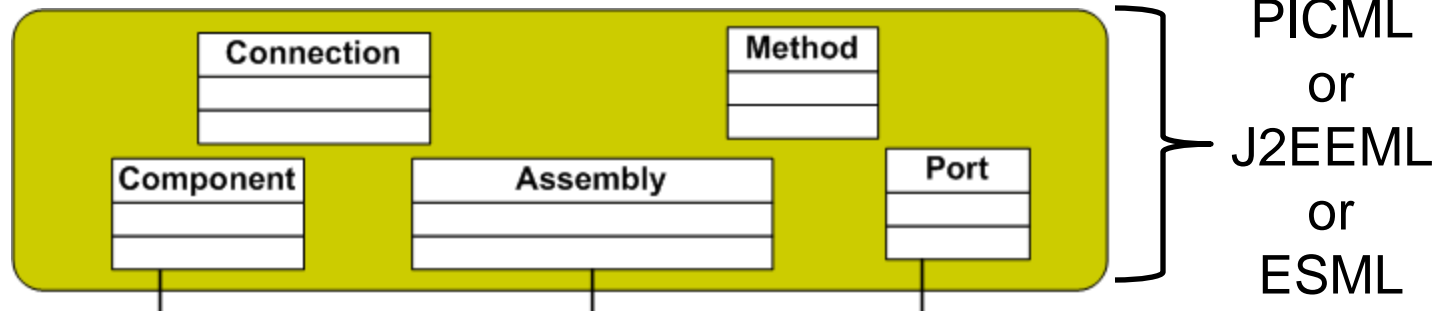 Connection
Method
Component
Assembly
Port
PICML
or
J2EEML
or
ESML